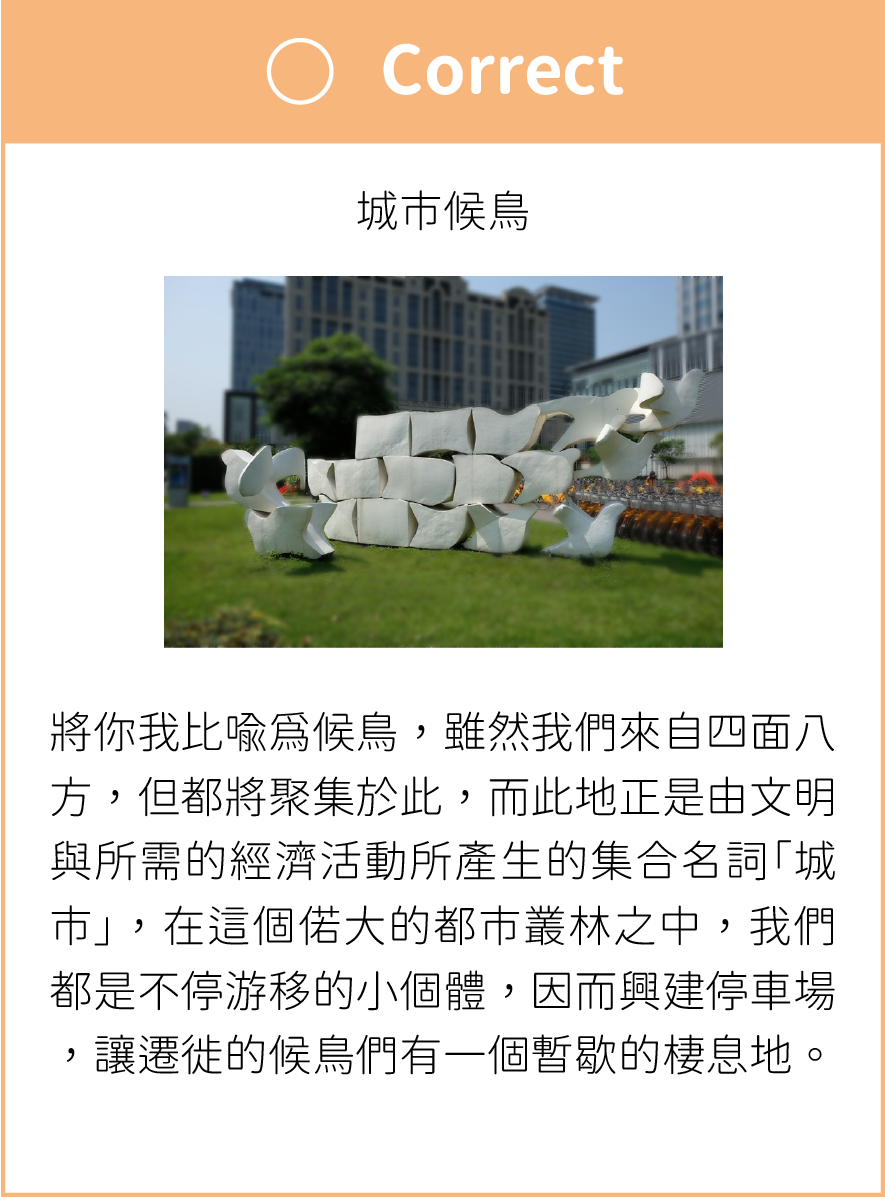 Correct
城市候鳥
將你我比喻爲候鳥，雖然我們來自四面八
方，但都將聚集於此，而此地正是由文明
與所需的經濟活動所產生的集合名詞「城
市」，在這個偌大的都市叢林之中，我們
都是不停游移的小個體，因而興建停車場
，讓遷徙的候鳥們有一個暫歇的棲息地。